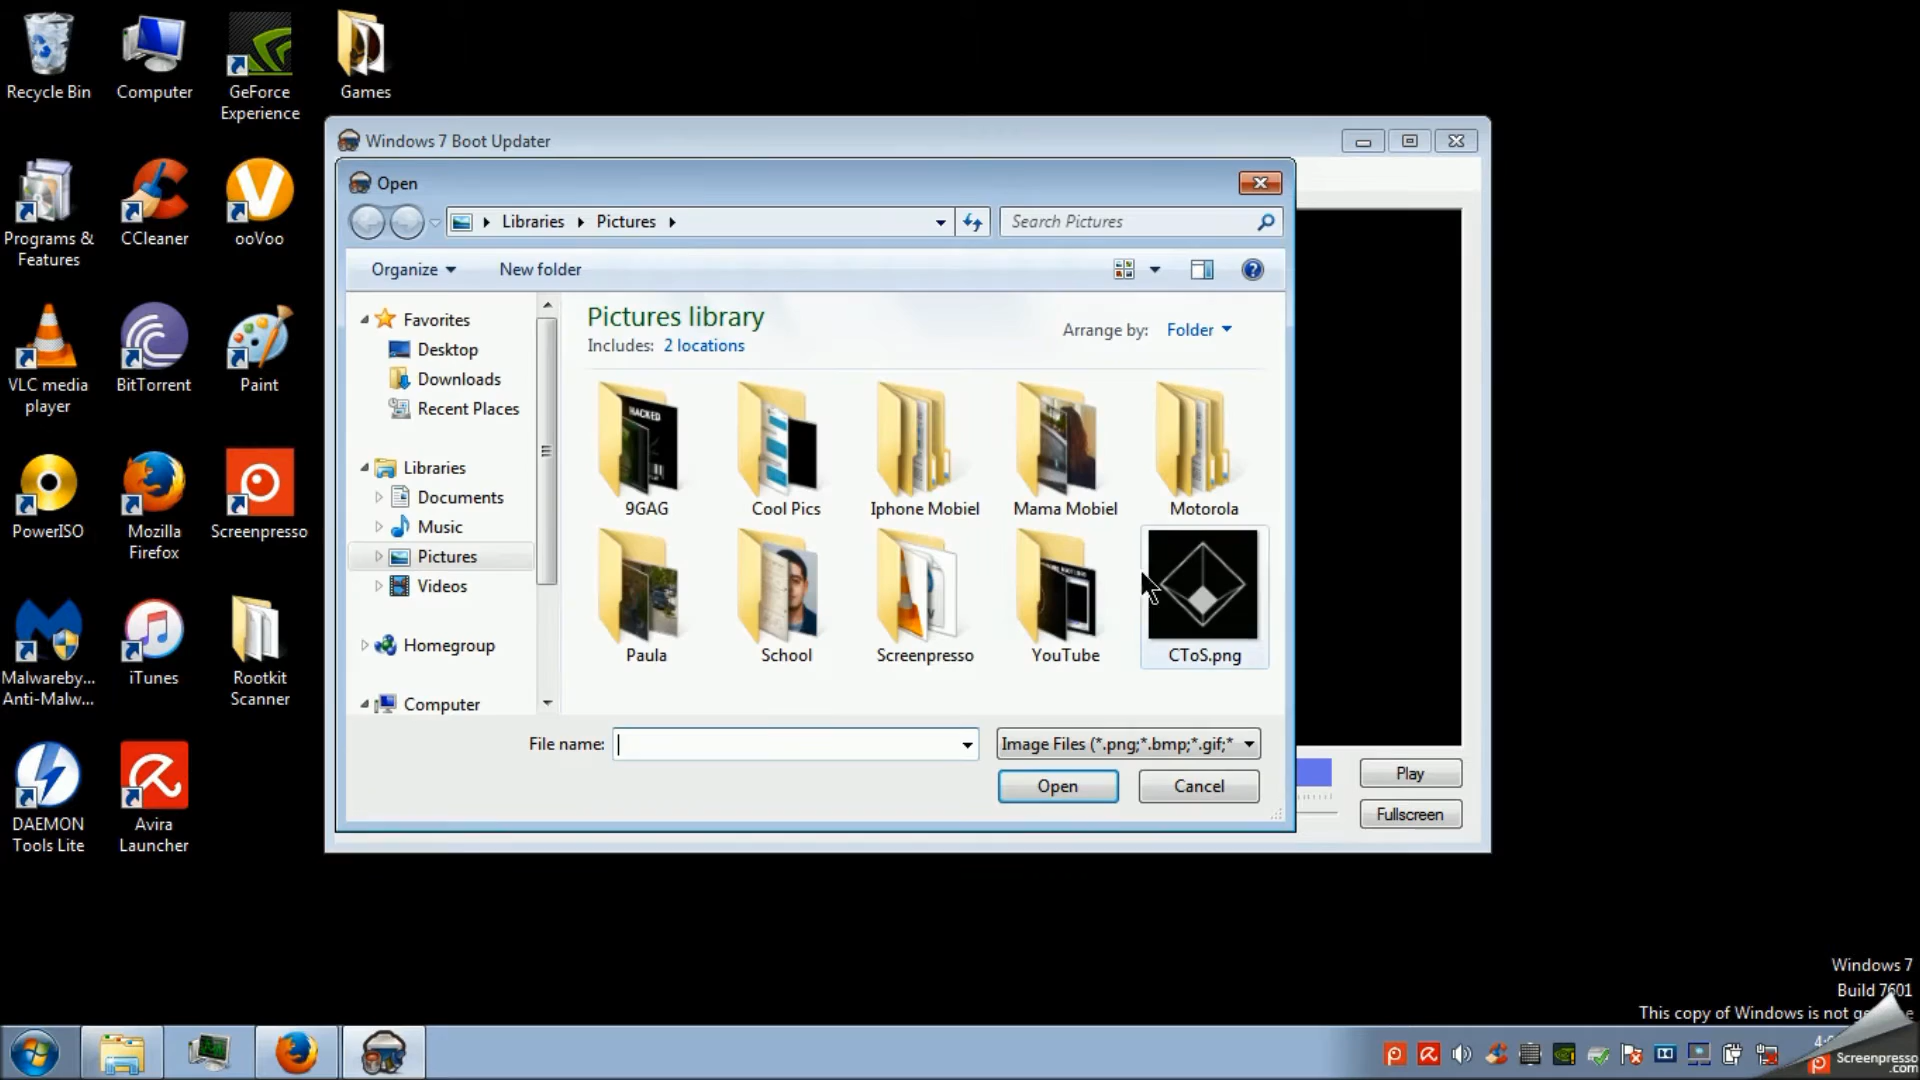 Recycle Bin
Computer
GeForce
Experience
Games
Programs &
Features
CCleaner
ooVoo
VLC media
player
BitTorrent
Paint
PowerISO
Mozilla
Firefox
Screenpresso
Malwareby...
Anti-Malw...
iTunes
Rootkit
Scanner
DAEMON
Tools Lite
Avira
Launcher
Windows 7 Boot Updater
Open
Libraries
Pictures
Search Pictures
Organize
New folder
Favorites
Desktop
Downloads
Recent Places
Libraries
Documents
Music
Pictures
Videos
Homegroup
Computer
Pictures library
Includes: 2 locations
Arrange by: Folder
HACKED
9GAG
Cool Pics
Iphone Mobiel
Mama Mobiel
Motorola
Paula
School
Screenpresso
YouTube
CToS.png
File name:
Image Files (*.png;*.bmp;*.gif;*
Open
Cancel
Play
Fullscreen
Windows 7
Build 7601
This copy of Windows is not
Screenpresso
.com